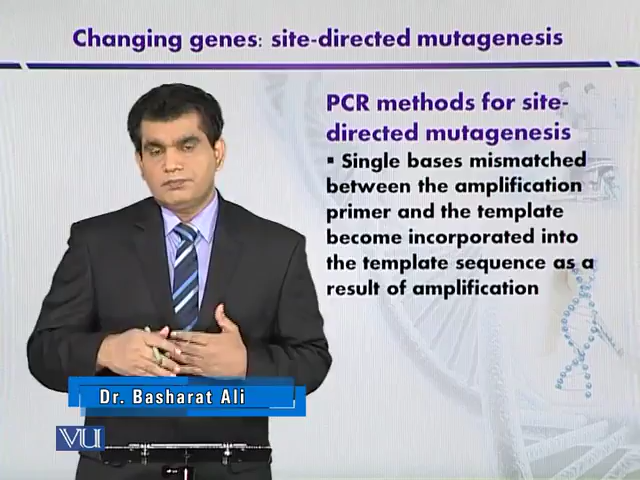 Changing genes: site-directed mutagenesis
PCR methods for site-
directed mutagenesis
▪ Single bases mismatched
between the amplification
primer and the template
become incorporated into
the template sequence as a
result of amplification
Dr. Basharat Ali
VU